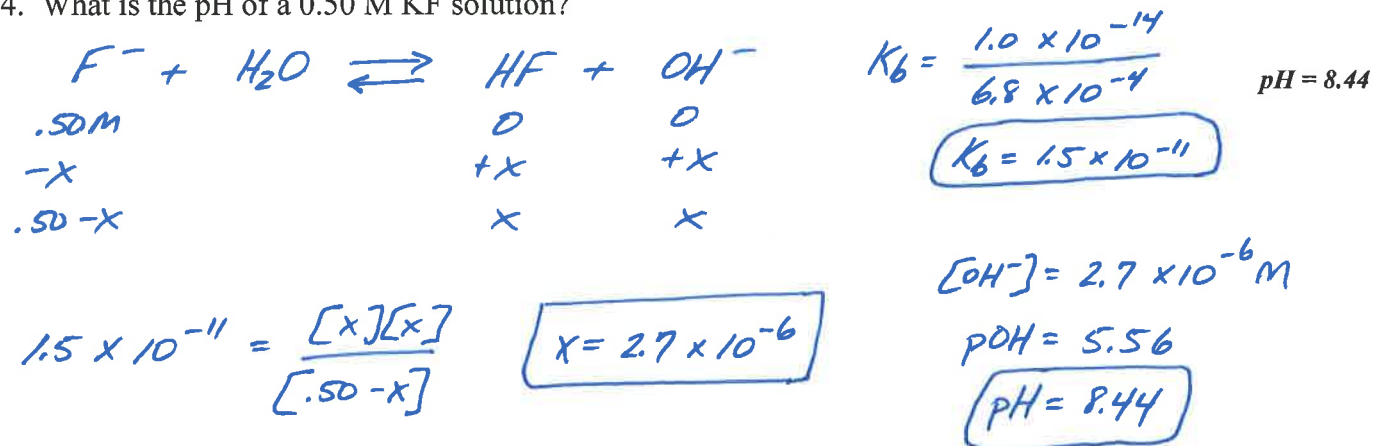 4. What is the pH of a 0.50 M KF solution?
F⁻ + H₂O ⇌ HF + OH⁻
.50M 0 0
-x +x +x
.50-x x x
Kb = 1.0 x 10⁻¹⁴ / 6.8 x 10⁻⁴
pH = 8.44
Kb = 1.5 x 10⁻¹¹
1.5 x 10⁻¹¹ = [x][x] / [.50-x]
x = 2.7 x 10⁻⁶
[OH⁻] = 2.7 x 10⁻⁶ M
pOH = 5.56
pH = 8.44